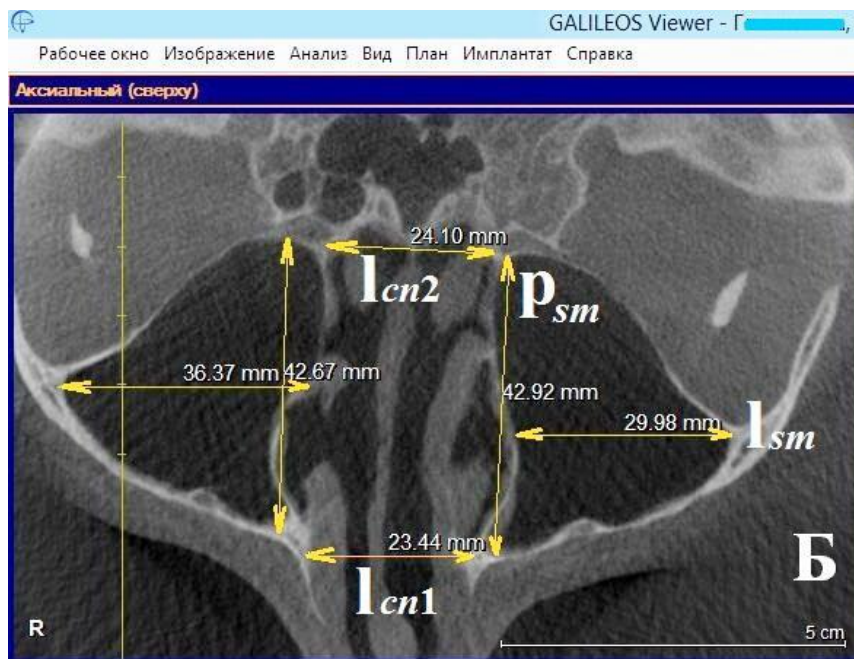 GALILEOS Viewer - Г
Рабочее окно Изображение Анализ Вид План Имплантат Справка
Аксиальный (сверху)
24.10 mm
lcn2
psm
36.37 mm 42.67 mm
42.92 mm
29.98 mm
lsm
23.44 mm
lcn1
Б
R
5 cm